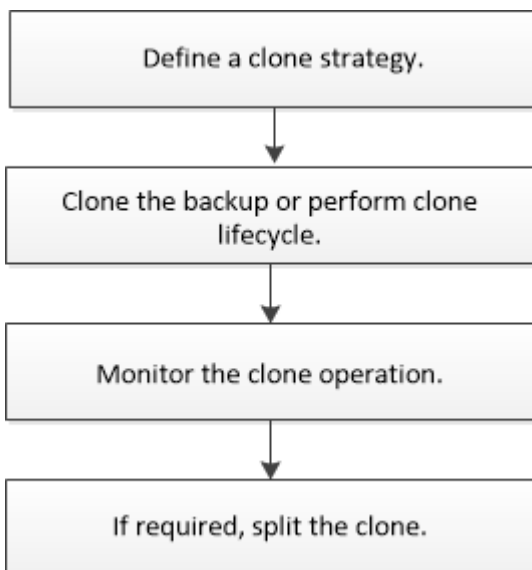 Define a clone strategy.
Clone the backup or perform clone
lifecycle.
Monitor the clone operation.
If required, split the clone.